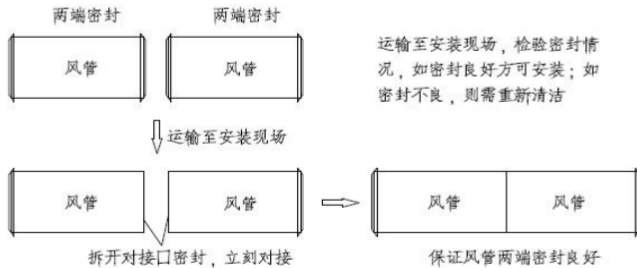 两端密封
两端密封
风管
风管
运输至安装现场，检验密封情
况，如密封良好方可安装；如
密封不良，则需重新清洁
运输至安装现场
风管
风管
风管
风管
拆开对接口密封，立刻对接
保证风管两端密封良好